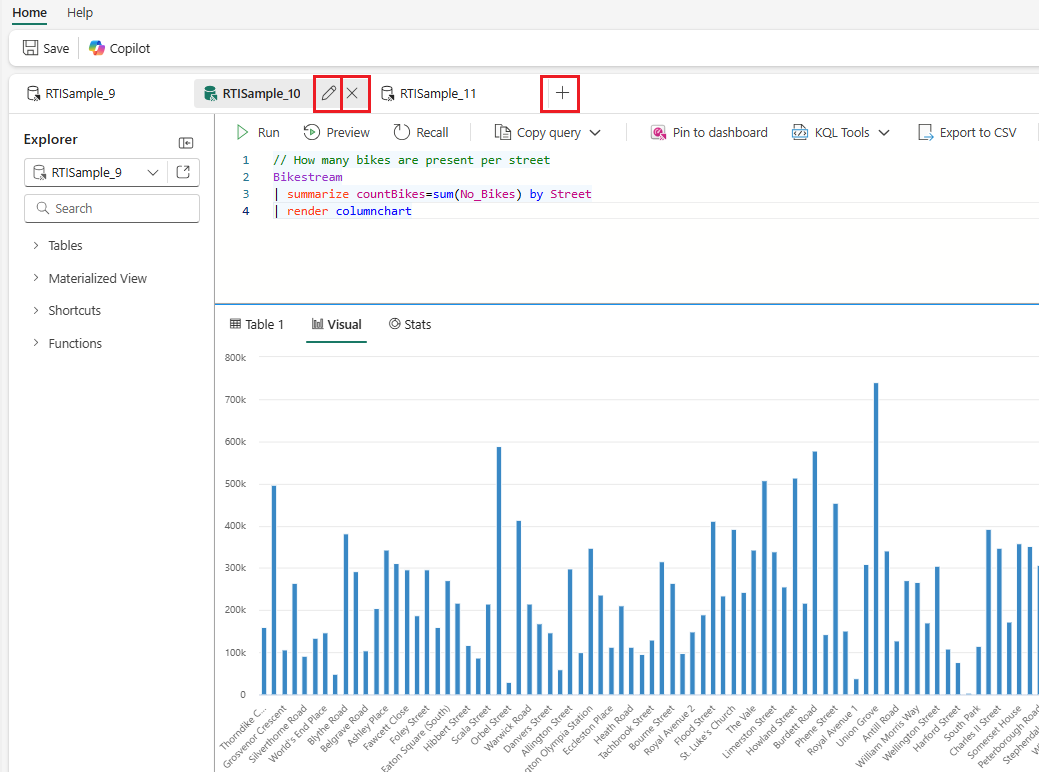 Home Help
Save Copilot
RTISample_9 RTISample_10 RTISample_11
Explorer
RTISample_9
Search
Tables
Materialized View
Shortcuts
Functions
Run Preview Recall Copy query Pin to dashboard KQL Tools Export to CSV
1 // How many bikes are present per street
2 Bikestream
3 | summarize countBikes=sum(No_Bikes) by Street
4 | render columnchart
Table 1 Visual Stats
800k
700k
600k
500k
400k
300k
200k
100k
0
Thorndike C...
Grosvenor Crescent
Silverthorne Road
World's End Place
Blythe Road
Belgrave Road
Ashley Place
Fawcett Close
Foley Street
Eaton Square (South)
Hibbert Street
Scala Street
Orbel Street
Warwick Road
Danvers Street
Allington Street
ngton Olympia Station
Eccleston Place
Heath Road
Tachbrook Street
Bourne Street
Royal Avenue 2
Flood Street
St. Luke's Church
The Vale
Limerston Street
Howland Street
Burdett Road
Phene Street
Royal Avenue 1
Union Grove
Antill Road
William Morris Way
Wellington Street
Harford Street
South Park
Charles II Street
Somerset House
Peterborough Road
Stephenda